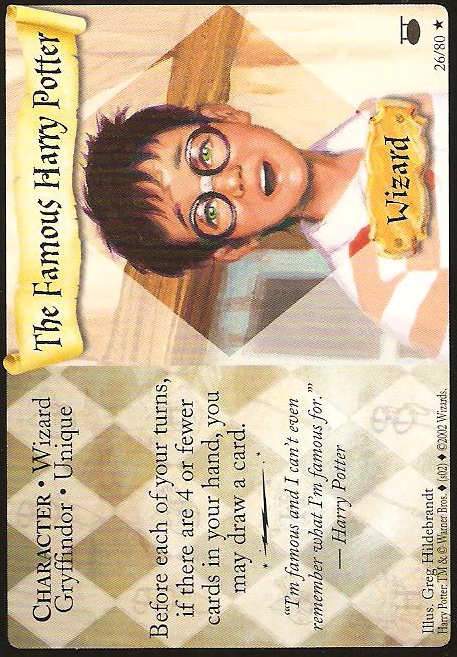 The Famous Harry Potter
Wizard
26/80 ★
CHARACTER • Wizard
Gryffindor • Unique
Before each of your turns,
if there are 4 or fewer
cards in your hand, you
may draw a card.
“‘I'm famous and I can't even
remember what I'm famous for.’”
— Harry Potter
Illus. Greg Hildebrandt
Harry Potter, TM & © Warner Bros. ♦ (s02) ♦ ©2002 Wizards.